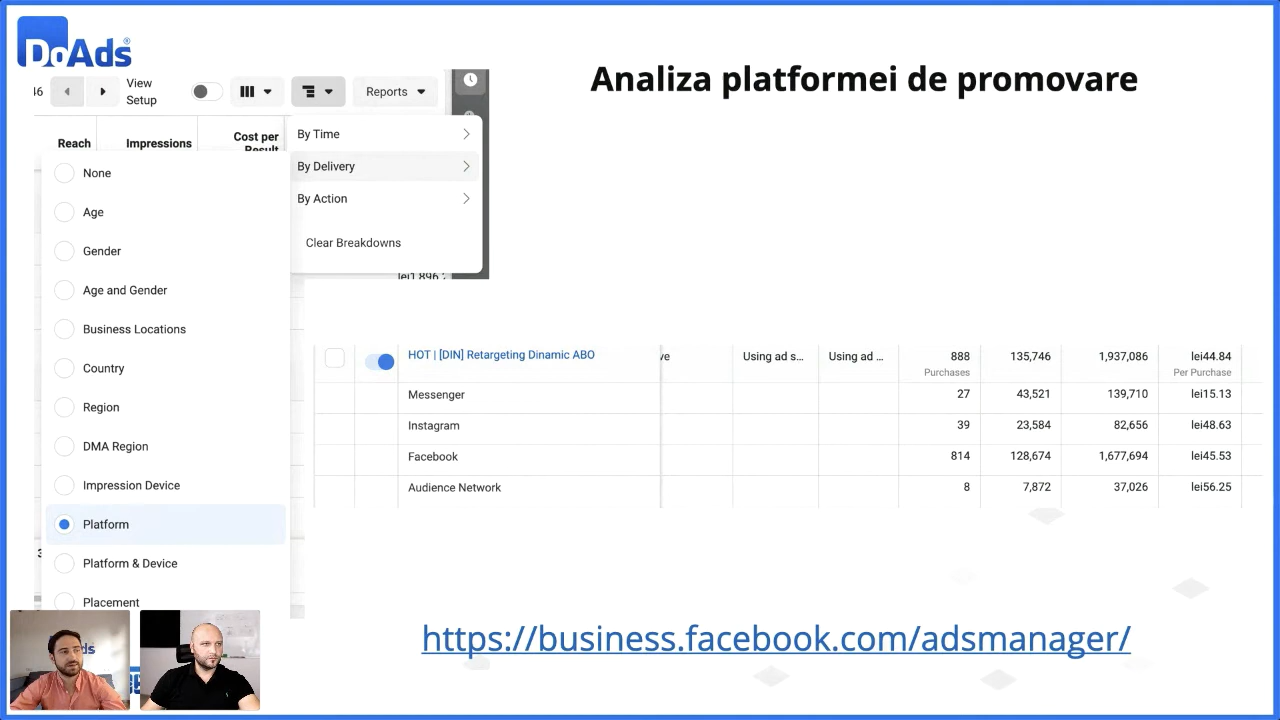 DoAds®
Analiza platformei de promovare
View
Setup
Reports
Reach
Impressions
Cost per
Result
By Time
By Delivery
By Action
Clear Breakdowns
None
Age
Gender
Age and Gender
Business Locations
Country
Region
DMA Region
Impression Device
Platform
Platform & Device
Placement
HOT | [DIN] Retargeting Dinamic ABO
Using ad s...
Using ad ...
888
Purchases
135,746
1,937,086
lei44.84
Per Purchase
Messenger 27 43,521 139,710 lei15.13
Instagram 39 23,584 82,656 lei48.63
Facebook 814 128,674 1,677,694 lei45.53
Audience Network 8 7,872 37,026 lei56.25
https://business.facebook.com/adsmanager/